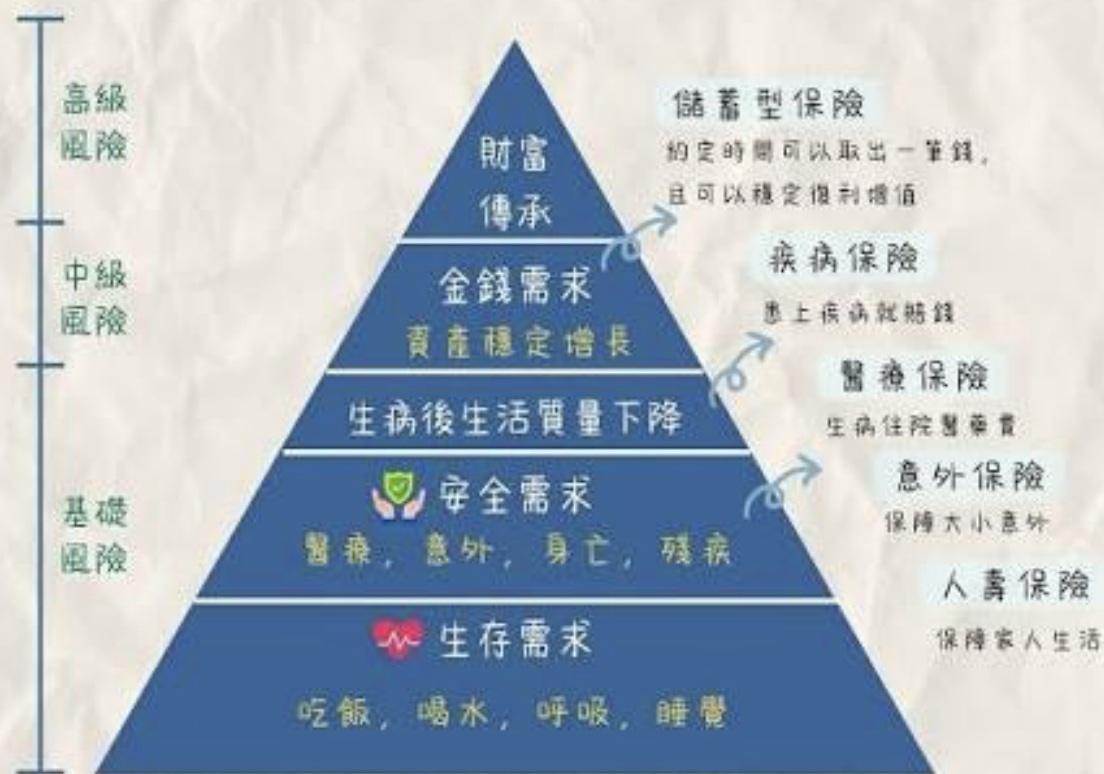 高級
風險
中級
風險
基礎
風險
財富
傳承
金錢需求
資產穩定增長
生病後生活質量下降
安全需求
醫療, 意外, 身亡, 殘疾
生存需求
吃飯, 喝水, 呼吸, 睡覺
儲蓄型保險
約定時間可以取出一筆錢,
且可以穩定復利增值
疾病保險
患上疾病就賠錢
醫療保險
生病住院醫藥費
意外保險
保障大小意外
人壽保險
保障家人生活